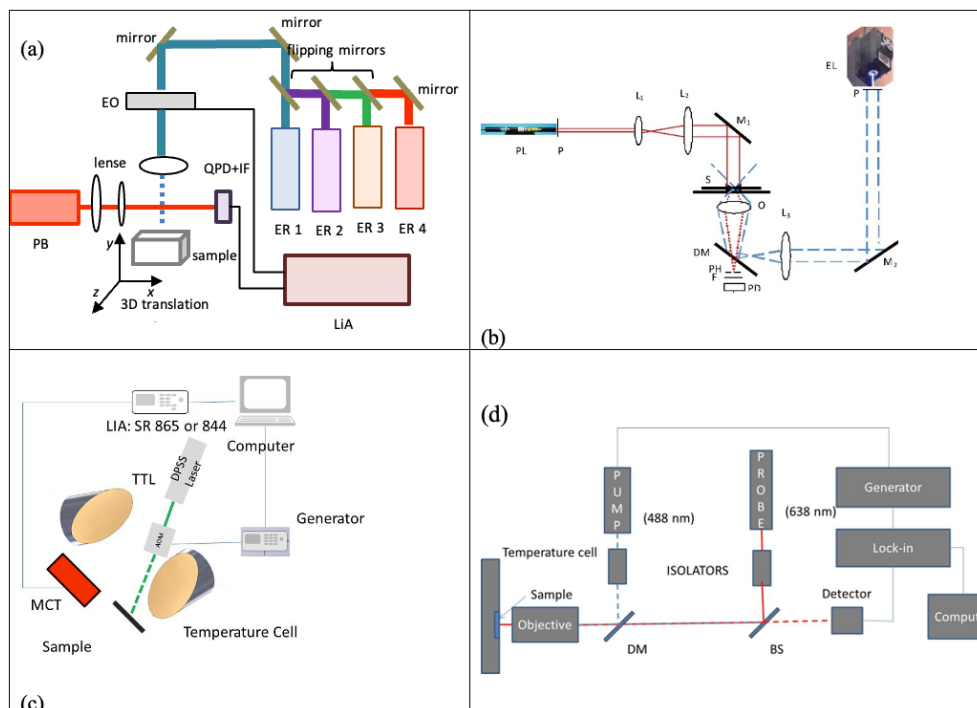 (a)
mirror
mirror
flipping mirrors
mirror
EO
lense
QPD+IF
PB
ER 1
ER 2
ER 3
ER 4
y
sample
x
z
3D translation
LiA
(b)
EL
P
L1
L2
M1
PL
P
S
O
L3
DM
M2
PH
F
PD
(c)
LIA: SR 865 or 844
Computer
DPSS
Laser
TTL
Generator
AOM
MCT
Temperature Cell
Sample
(d)
PUMP
PROBE
Generator
(488 nm)
(638 nm)
Lock-in
Temperature cell
ISOLATORS
Sample
Detector
Objective
Comput
DM
BS